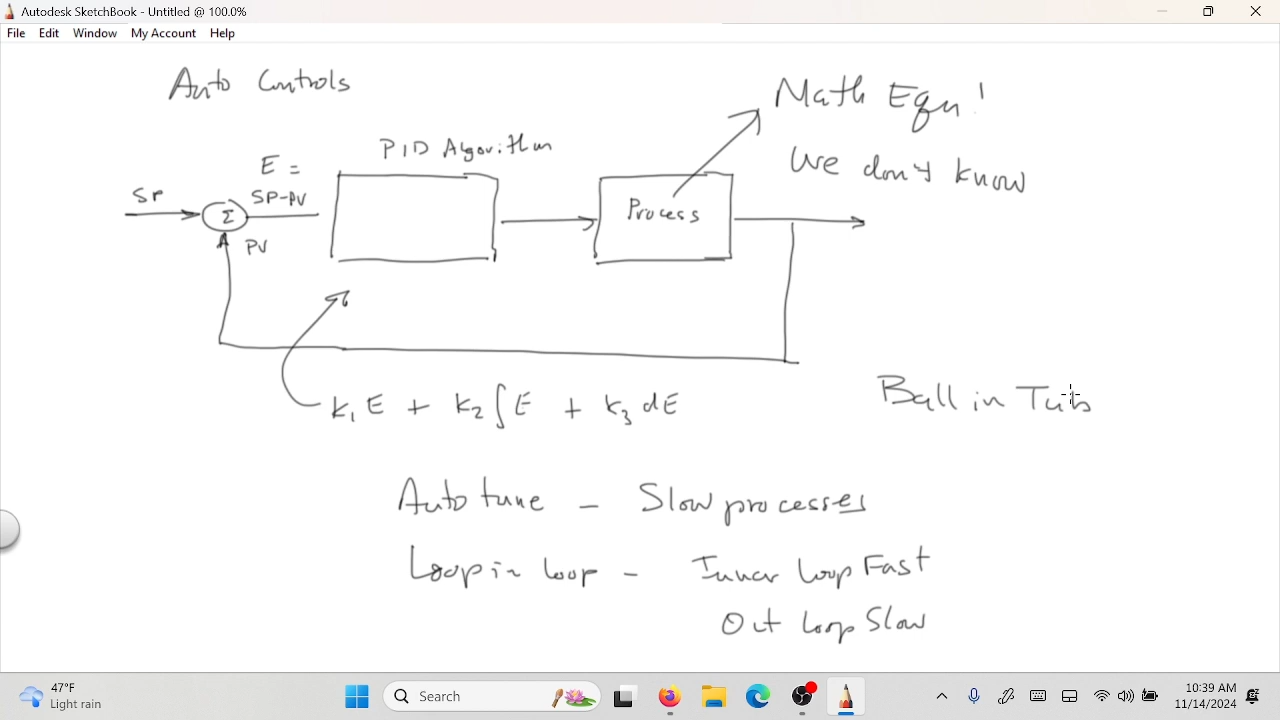 Autodesk SketchBook - Untitled @ 100.0%
File Edit Window My Account Help
Auto Controls
Math Equ!
We don't know
PID Algorithm
E =
SP-PV
SP
Σ
PV
Process
K₁E + K₂∫E + K₃dE
Ball in Tub
Auto tune - Slow processes
Loop in loop - Inner loop Fast
Out loop Slow
47°F
Light rain
Search
10:39 AM
11/14/2024